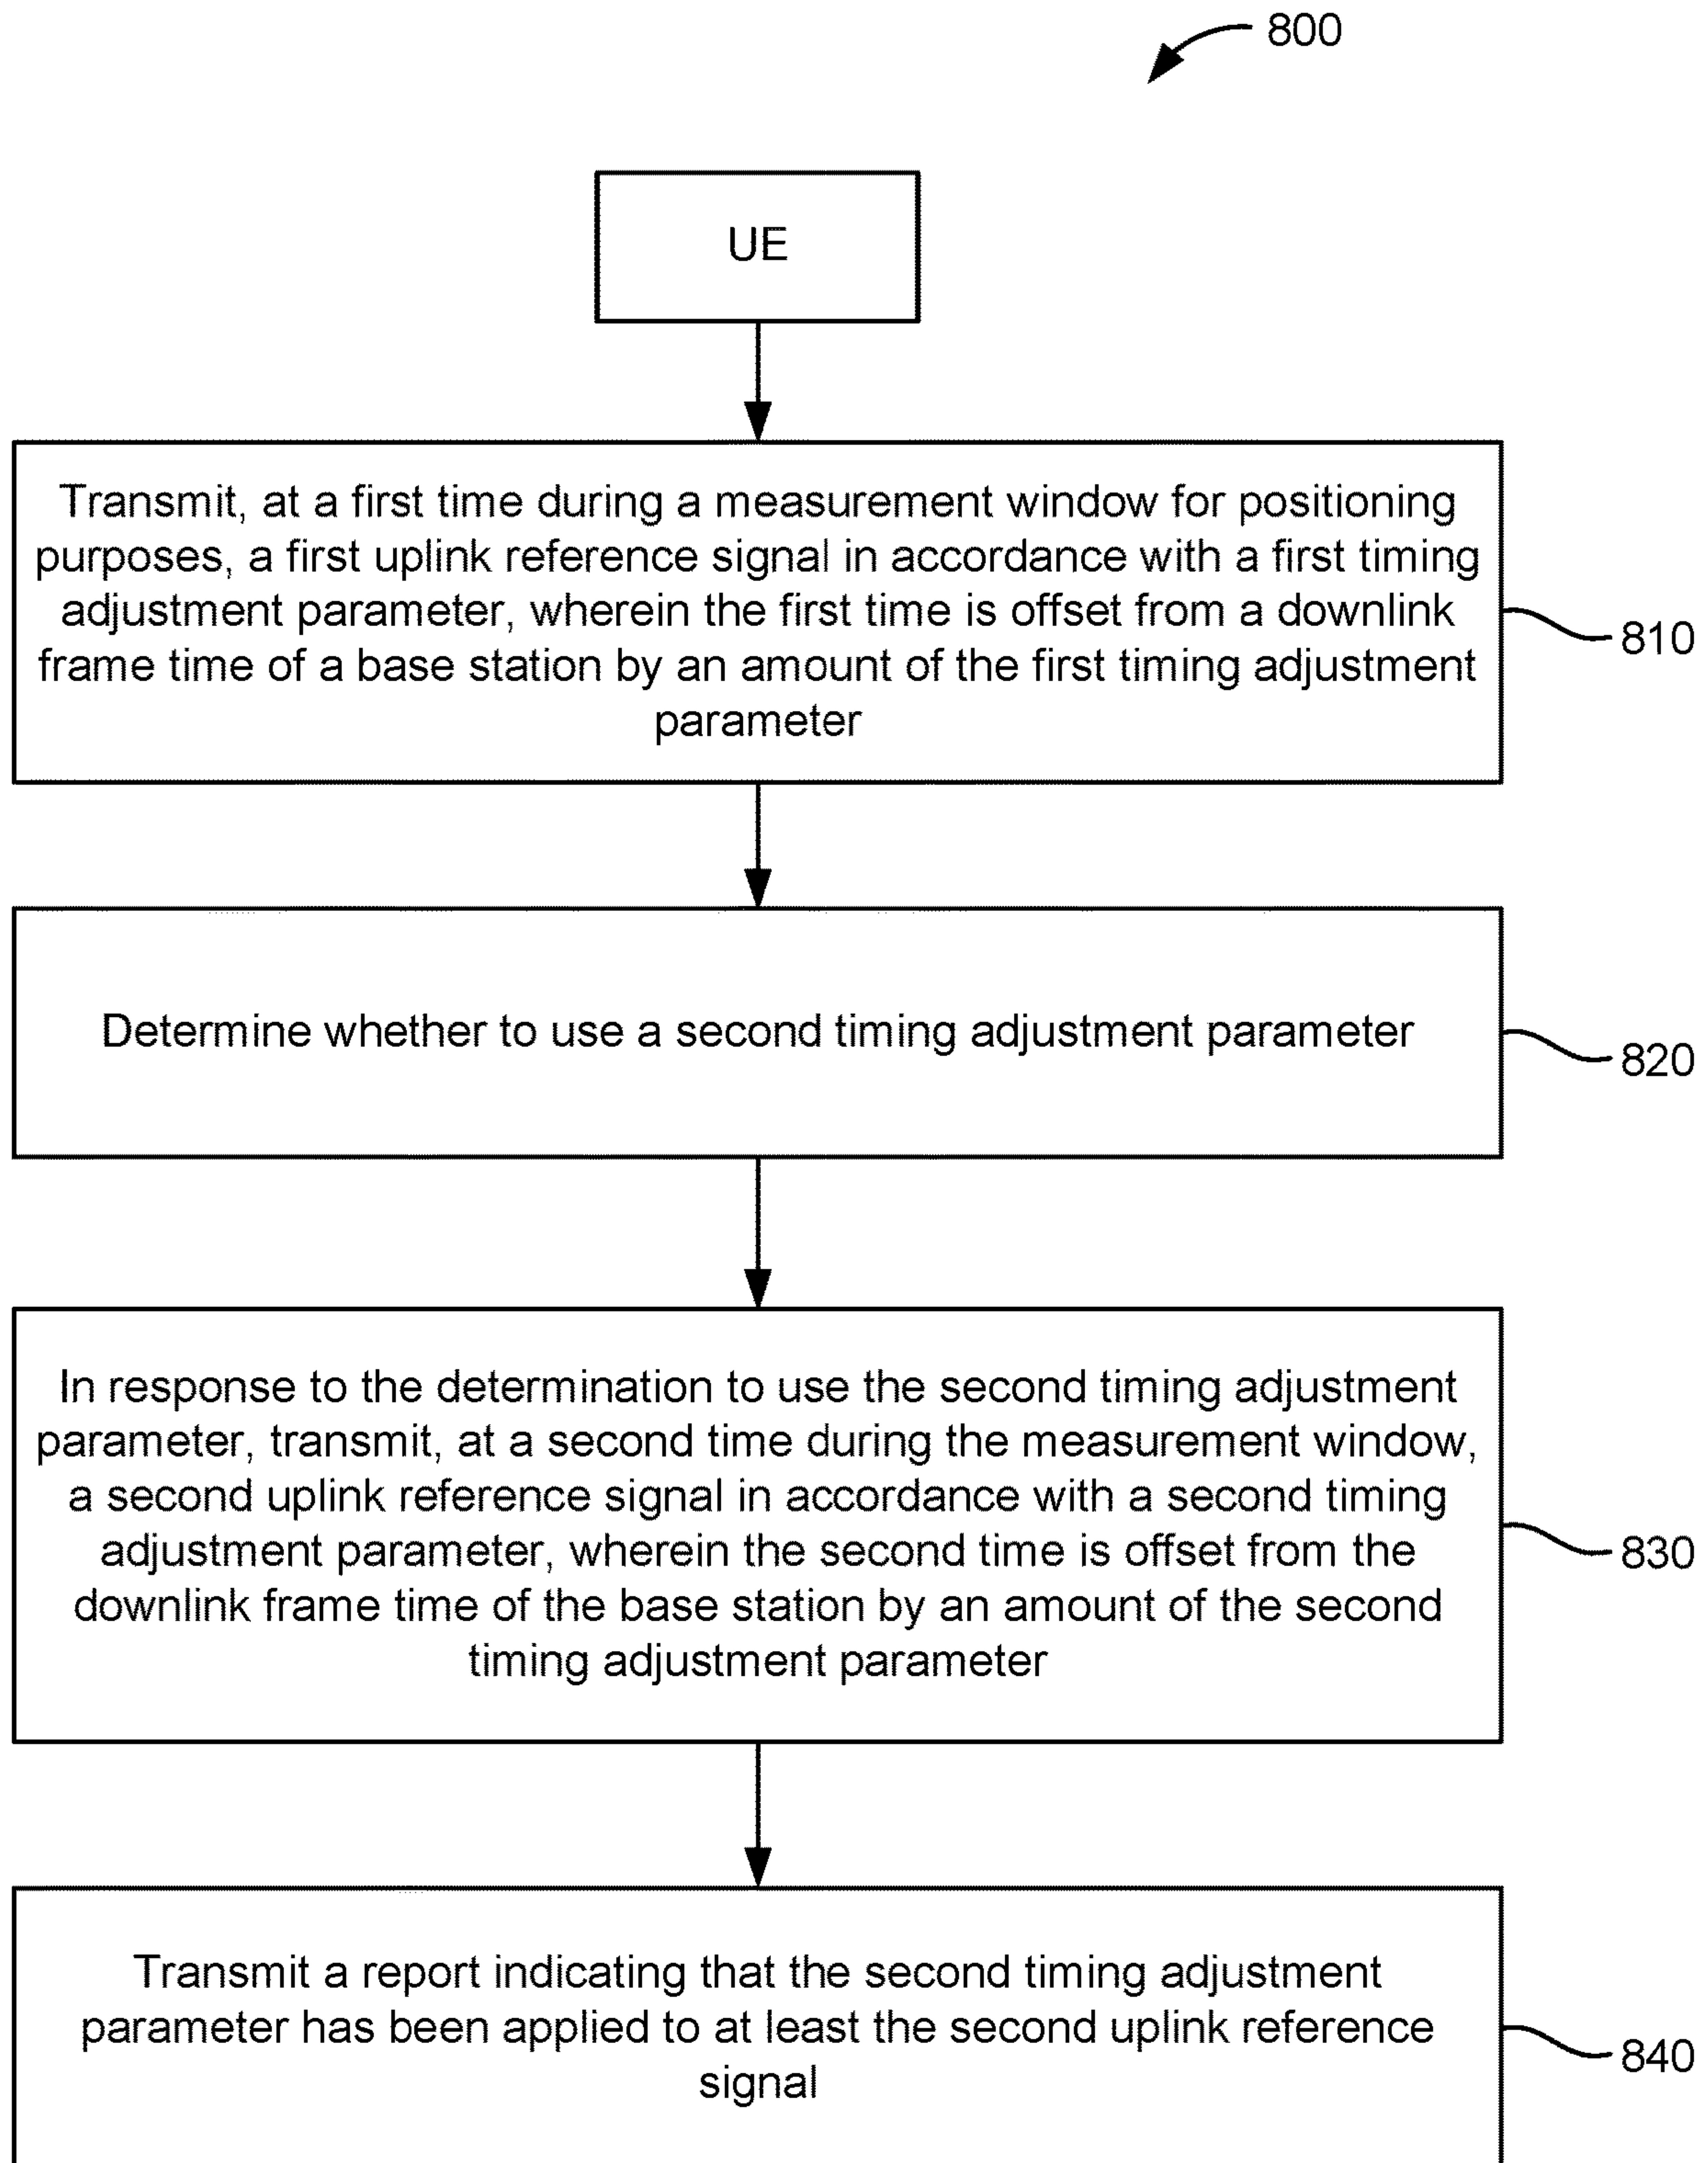 800
UE
Transmit, at a first time during a measurement window for positioning
purposes, a first uplink reference signal in accordance with a first timing
adjustment parameter, wherein the first time is offset from a downlink
frame time of a base station by an amount of the first timing adjustment
parameter
810
Determine whether to use a second timing adjustment parameter
820
In response to the determination to use the second timing adjustment
parameter, transmit, at a second time during the measurement window,
a second uplink reference signal in accordance with a second timing
adjustment parameter, wherein the second time is offset from the
downlink frame time of the base station by an amount of the second
timing adjustment parameter
830
Transmit a report indicating that the second timing adjustment
parameter has been applied to at least the second uplink reference
signal
840